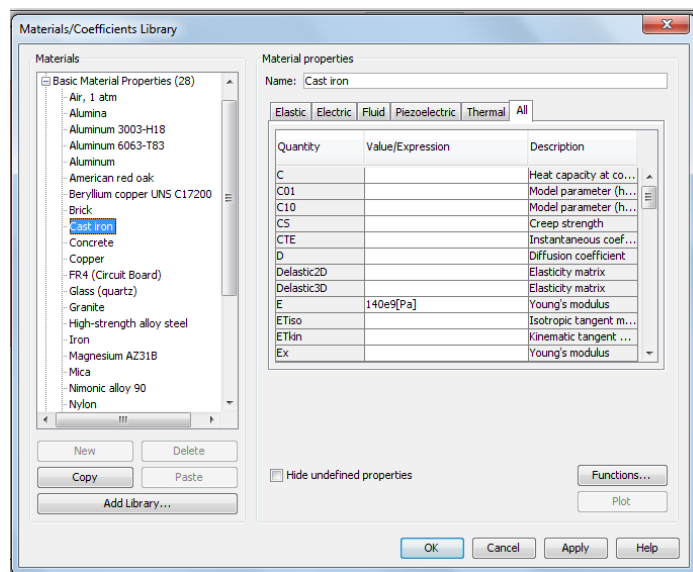 Materials/Coefficients Library
Materials
Basic Material Properties (28)
Air, 1 atm
Alumina
Aluminum 3003-H18
Aluminum 6063-T83
Aluminum
American red oak
Beryllium copper UNS C17200
Brick
Cast iron
Concrete
Copper
FR4 (Circuit Board)
Glass (quartz)
Granite
High-strength alloy steel
Iron
Magnesium AZ31B
Mica
Nimonic alloy 90
Nylon
New Delete
Copy Paste
Add Library...
Material properties
Name: Cast iron
Elastic Electric Fluid Piezoelectric Thermal All
Quantity Value/Expression Description
C Heat capacity at co...
C01 Model parameter (h...
C10 Model parameter (h...
CS Creep strength
CTE Instantaneous coef...
D Diffusion coefficient
Delastic2D Elasticity matrix
Delastic3D Elasticity matrix
E 140e9[Pa] Young's modulus
ETiso Isotropic tangent m...
ETkin Kinematic tangent ...
Ex Young's modulus
Hide undefined properties
Functions...
Plot
OK Cancel Apply Help